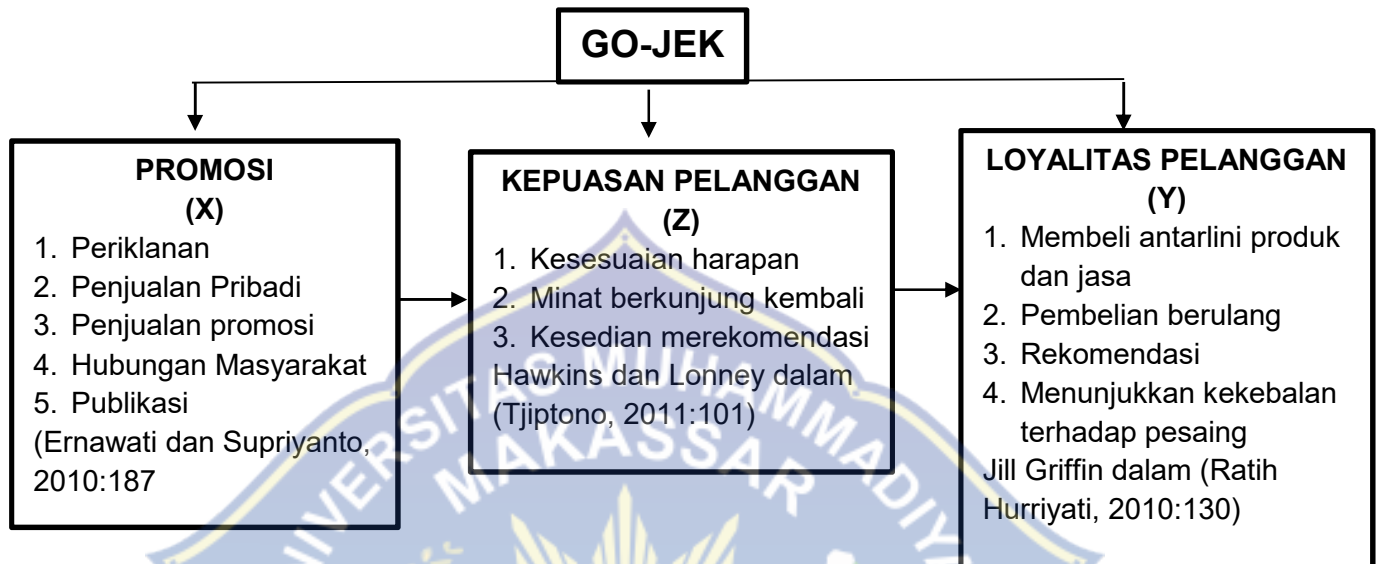 GO-JEK
PROMOSI
(X)
1. Periklanan
2. Penjualan Pribadi
3. Penjualan promosi
4. Hubungan Masyarakat
5. Publikasi
(Ernawati dan Supriyanto,
2010:187
KEPUASAN PELANGGAN
(Z)
1. Kesesuaian harapan
2. Minat berkunjung kembali
3. Kesedian merekomendasi
Hawkins dan Lonney dalam
(Tjiptono, 2011:101)
LOYALITAS PELANGGAN
(Y)
1. Membeli antarlini produk
dan jasa
2. Pembelian berulang
3. Rekomendasi
4. Menunjukkan kekebalan
terhadap pesaing
Jill Griffin dalam (Ratih
Hurriyati, 2010:130)
MAKASSAR